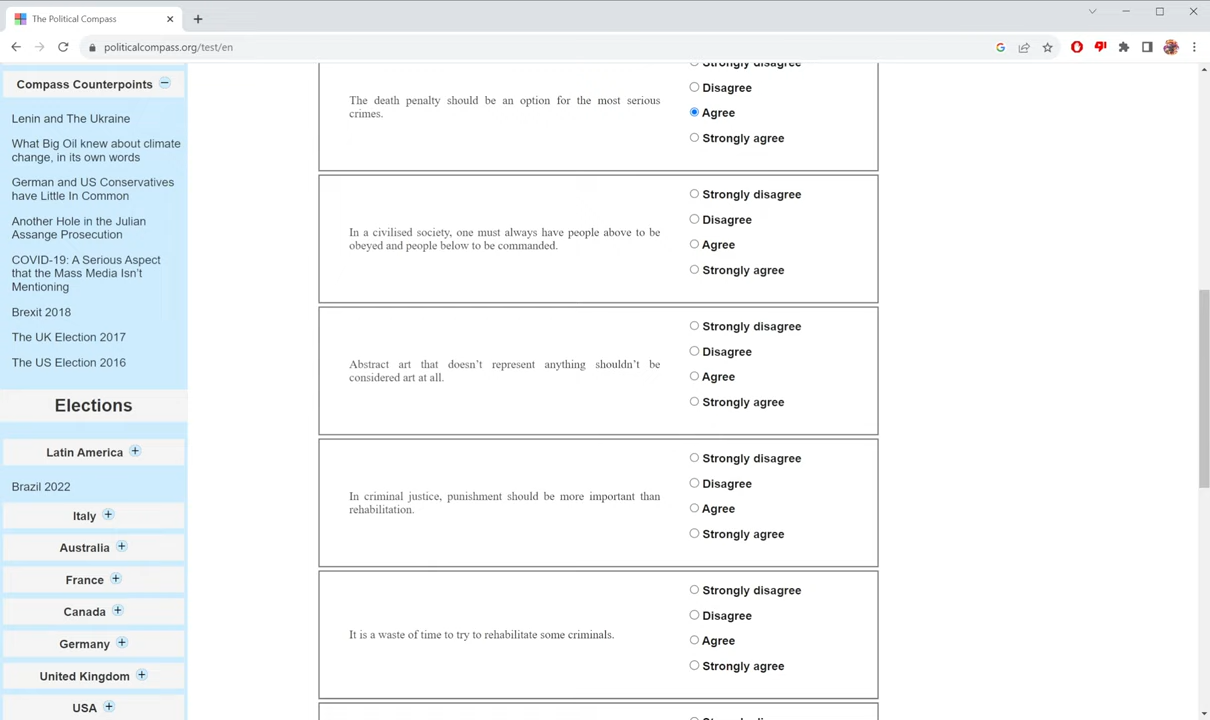 The Political Compass
politicalcompass.org/test/en
Compass Counterpoints
Lenin and The Ukraine
What Big Oil knew about climate
change, in its own words
German and US Conservatives
have Little In Common
Another Hole in the Julian
Assange Prosecution
COVID-19: A Serious Aspect
that the Mass Media Isn't
Mentioning
Brexit 2018
The UK Election 2017
The US Election 2016
Elections
Latin America
Brazil 2022
Italy
Australia
France
Canada
Germany
United Kingdom
USA
Strongly disagree
The death penalty should be an option for the most serious
crimes.
Disagree
Agree
Strongly agree
In a civilised society, one must always have people above to be
obeyed and people below to be commanded.
Strongly disagree
Disagree
Agree
Strongly agree
Abstract art that doesn't represent anything shouldn't be
considered art at all.
Strongly disagree
Disagree
Agree
Strongly agree
In criminal justice, punishment should be more important than
rehabilitation.
Strongly disagree
Disagree
Agree
Strongly agree
It is a waste of time to try to rehabilitate some criminals.
Strongly disagree
Disagree
Agree
Strongly agree